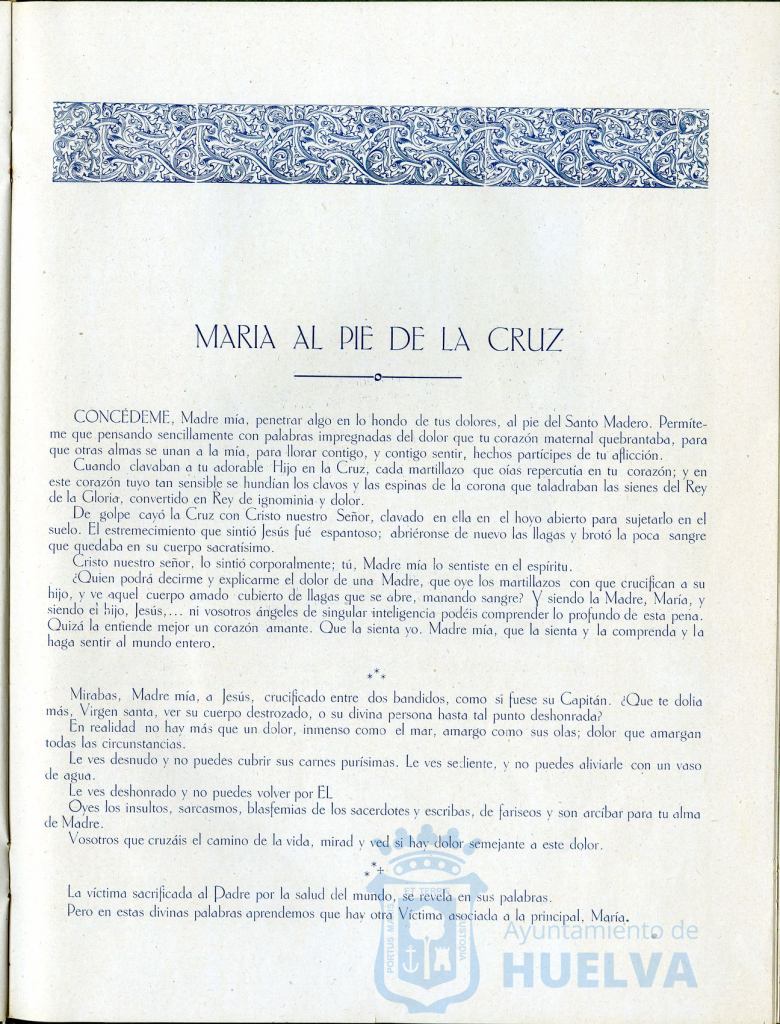 MARIA AL PIE DE LA CRUZ
CONCÉDEME, Madre mía, penetrar algo en lo hondo de tus dolores, al pie del Santo Madero. Permíte-
me que pensando sencillamente con palabras impregnadas del dolor que tu corazón maternal quebrantaba, para
que otras almas se unan a la mía, para llorar contigo, y contigo sentir, hechos partícipes de tu aflicción.
Cuando clavaban a tu adorable Hijo en la Cruz, cada martillazo que oías repercutía en tu corazón; y en
este corazón tuyo tan sensible se hundían los clavos y las espinas de la corona que taladraban las sienes del Rey
de la Gloria, convertido en Rey de ignominia y dolor.
De golpe cayó la Cruz con Cristo nuestro Señor, clavado en ella en el hoyo abierto para sujetarlo en el
suelo. El estremecimiento que sintió Jesús fué espantoso; abriéronse de nuevo las llagas y brotó la poca sangre
que quedaba en su cuerpo sacratísimo.
Cristo nuestro señor, lo sintió corporalmente; tú, Madre mía lo sentiste en el espíritu.
¿Quien podrá decirme y explicarme el dolor de una Madre, que oye los martillazos con que crucifican a su
hijo, y ve aquel cuerpo amado cubierto de llagas que se abre, manando sangre? Y siendo la Madre, María, y
siendo el hijo, Jesús,... ni vosotros ángeles de singular inteligencia podéis comprender lo profundo de esta pena.
Quizá la entiende mejor un corazón amante. Que la sienta yo. Madre mía, que la sienta y la comprenda y la
haga sentir al mundo entero.
***
Mirabas, Madre mía, a Jesús, crucificado entre dos bandidos, como si fuese su Capitán. ¿Que te dolia
más, Virgen santa, ver su cuerpo destrozado, o su divina persona hasta tal punto deshonrada?
En realidad no hay más que un dolor, inmenso como el mar, amargo como sus olas; dolor que amargan
todas las circunstancias.
Le ves desnudo y no puedes cubrir sus carnes purísimas. Le ves sediente, y no puedes aliviarle con un vaso
de agua.
Le ves deshonrado y no puedes volver por ÉL
Oyes los insultos, sarcasmos, blasfemias de los sacerdotes y escribas, de fariseos y son arcíbar para tu alma
de Madre.
Vosotros que cruzáis el camino de la vida, mirad y ved si hay dolor semejante a este dolor.
**+
La víctima sacrificada al Padre por la salud del mundo, se revela en sus palabras.
Pero en estas divinas palabras aprendemos que hay otra Víctima asociada a la principal, María.
PORTUS MARIS ET TERRIS CUSTODIA
Ayuntamiento de
HUELVA